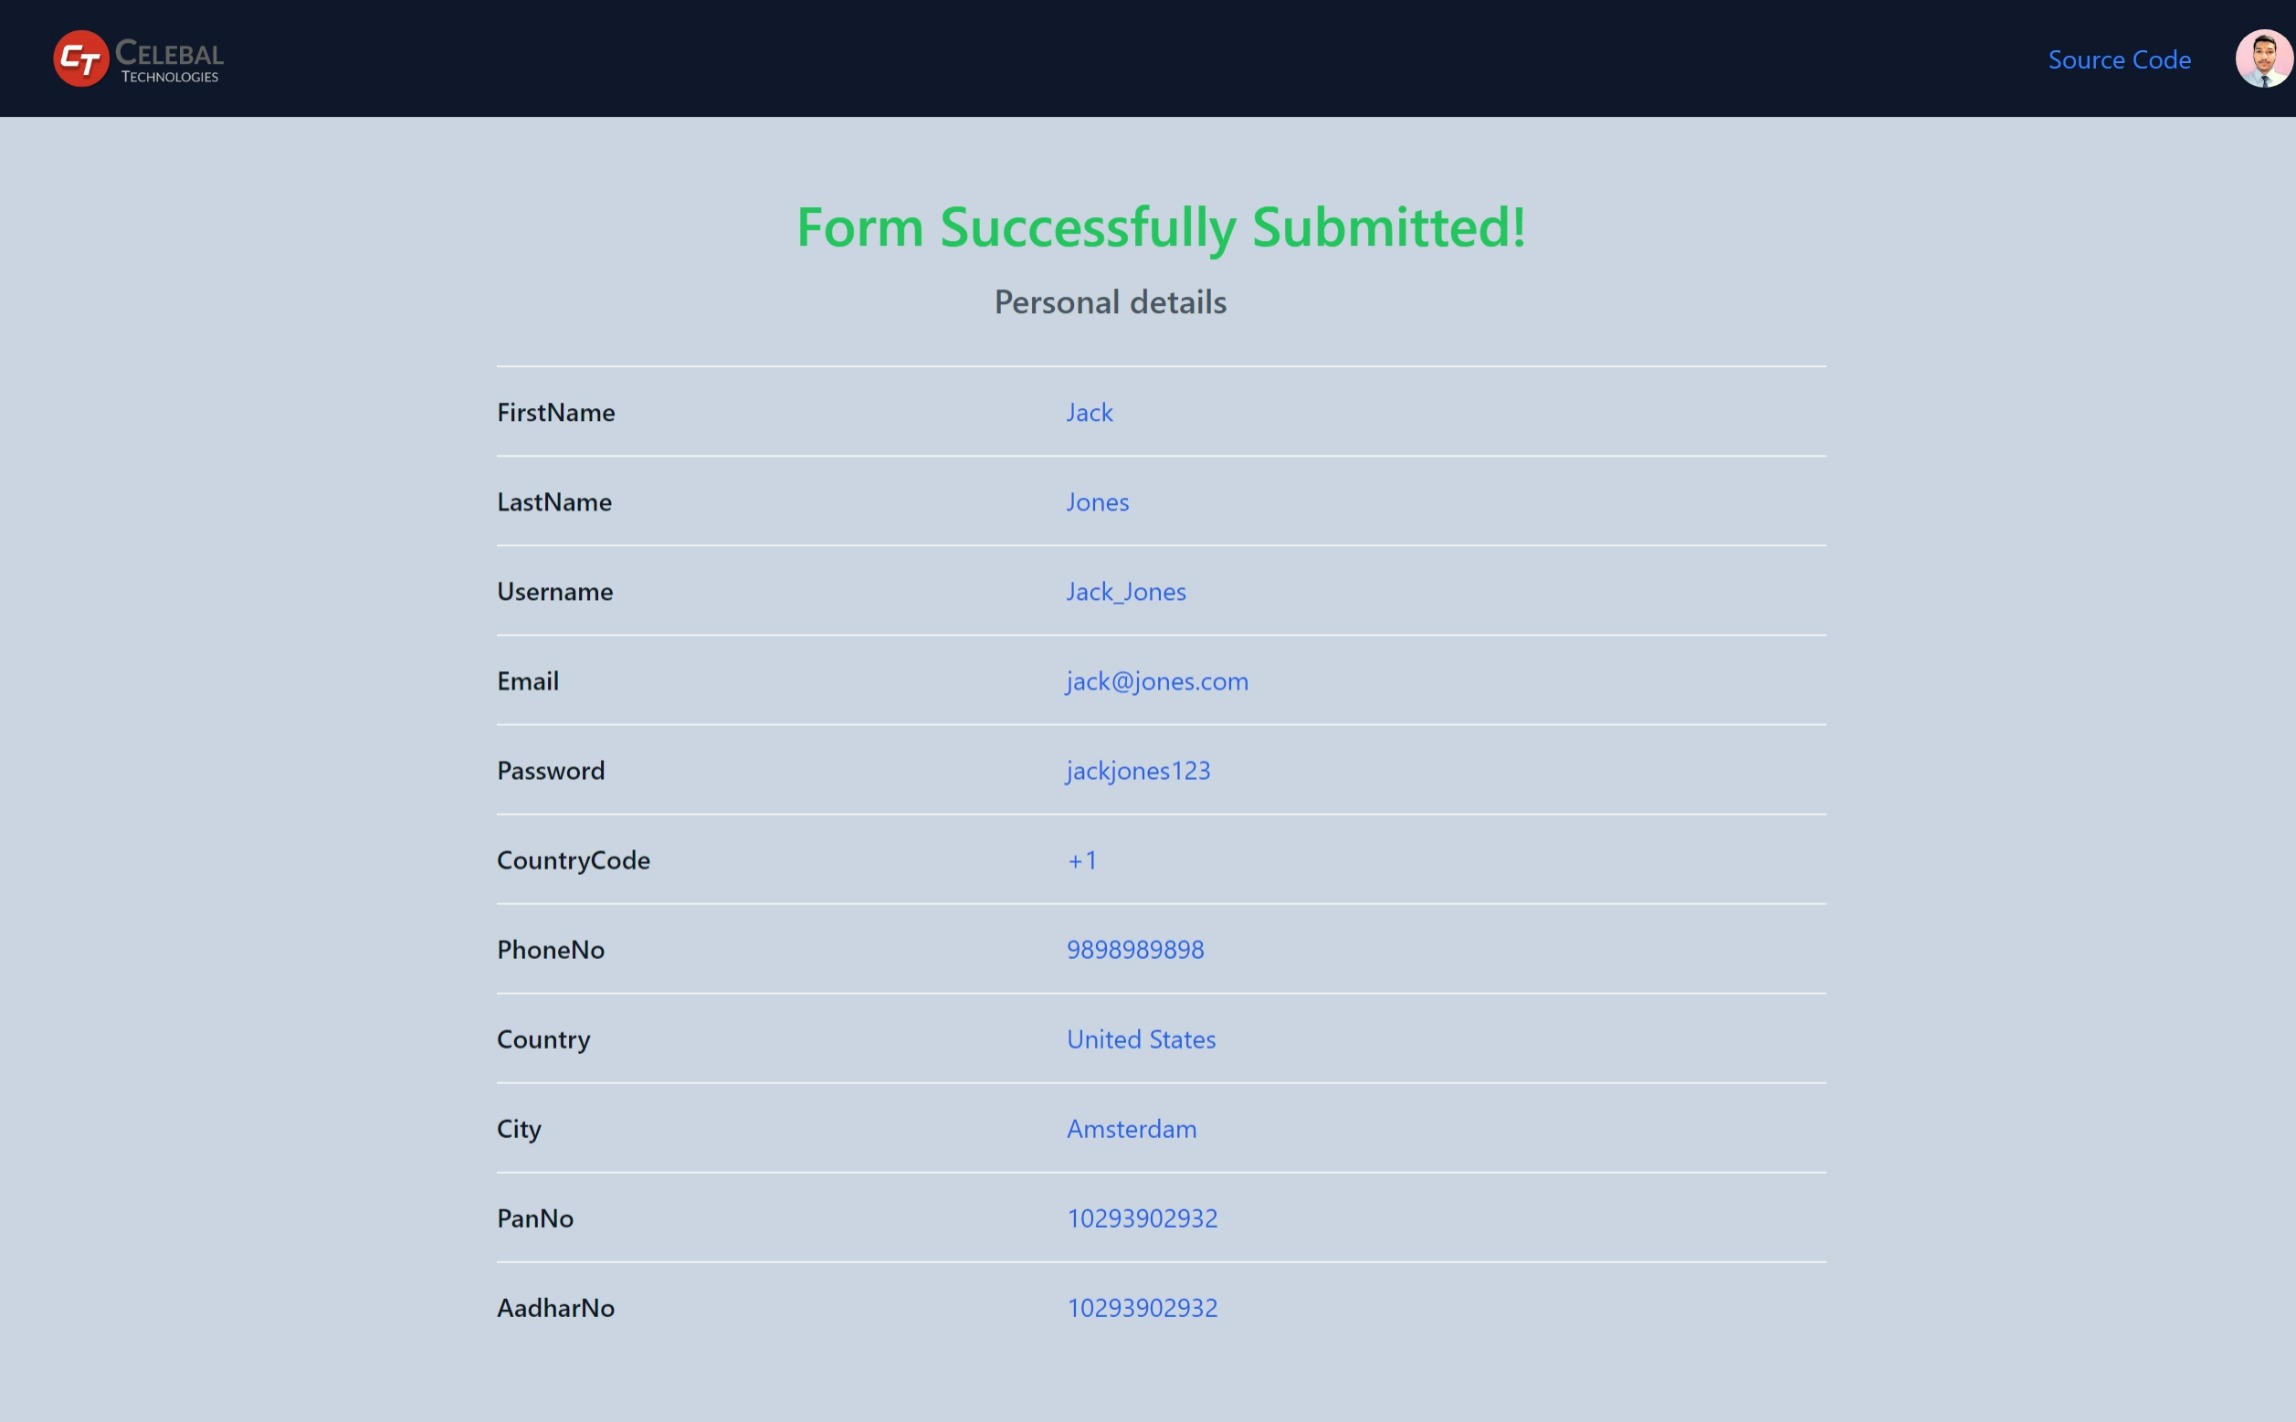 CT CELEBAL
TECHNOLOGIES
Source Code
Form Successfully Submitted!
Personal details
FirstName Jack
LastName Jones
Username Jack_Jones
Email jack@jones.com
Password jackjones123
CountryCode +1
PhoneNo 9898989898
Country United States
City Amsterdam
PanNo 10293902932
AadharNo 10293902932